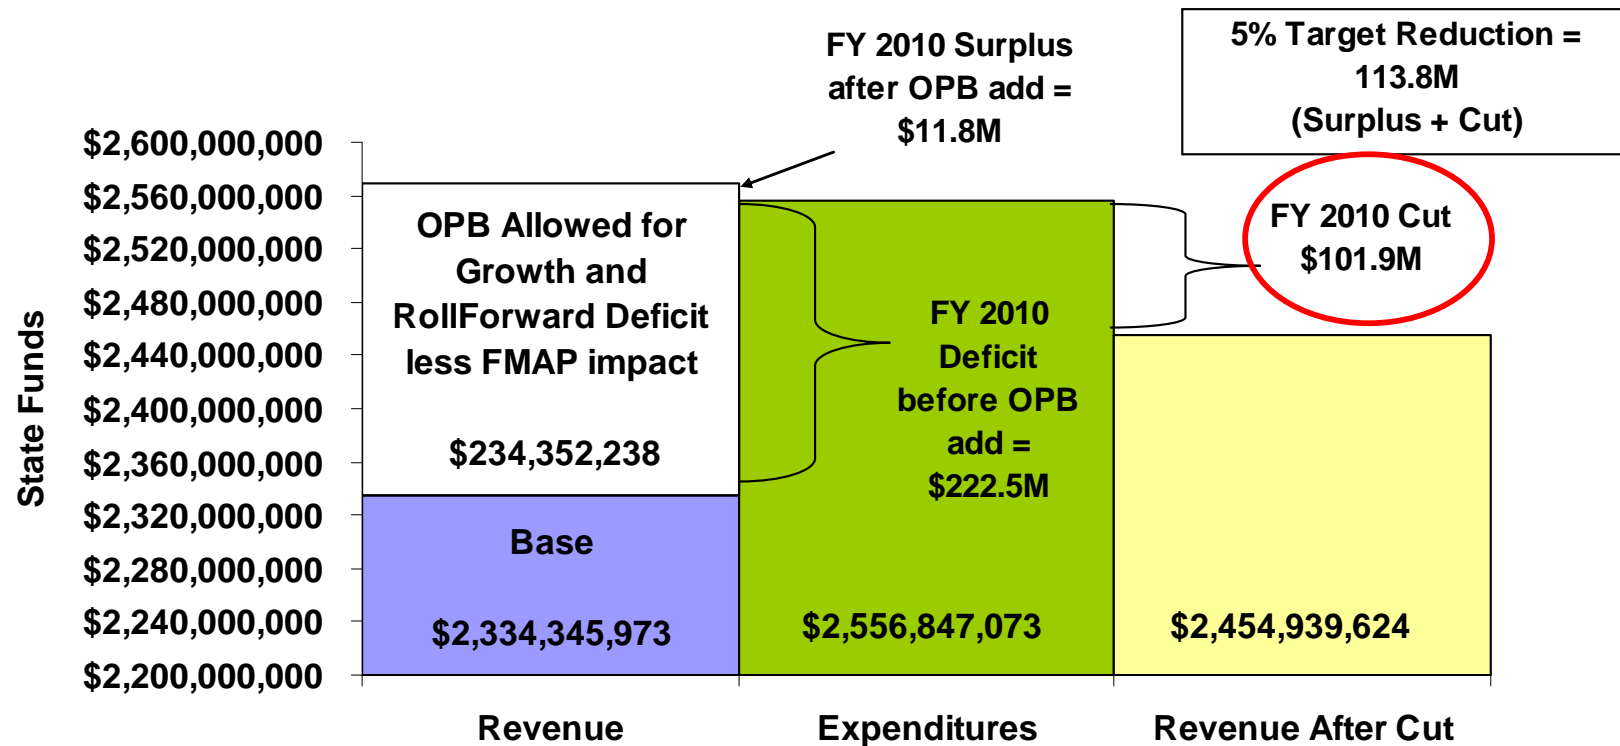 FY 2010 Surplus
after OPB add =
$11.8M
5% Target Reduction =
113.8M
(Surplus + Cut)
State Funds
$2,600,000,000
$2,560,000,000
$2,520,000,000
$2,480,000,000
$2,440,000,000
$2,400,000,000
$2,360,000,000
$2,320,000,000
$2,280,000,000
$2,240,000,000
$2,200,000,000
OPB Allowed for
Growth and
RollForward Deficit
less FMAP impact
$234,352,238
Base
$2,334,345,973
FY 2010
Deficit
before OPB
add =
$222.5M
$2,556,847,073
FY 2010 Cut
$101.9M
$2,454,939,624
Revenue
Expenditures
Revenue After Cut